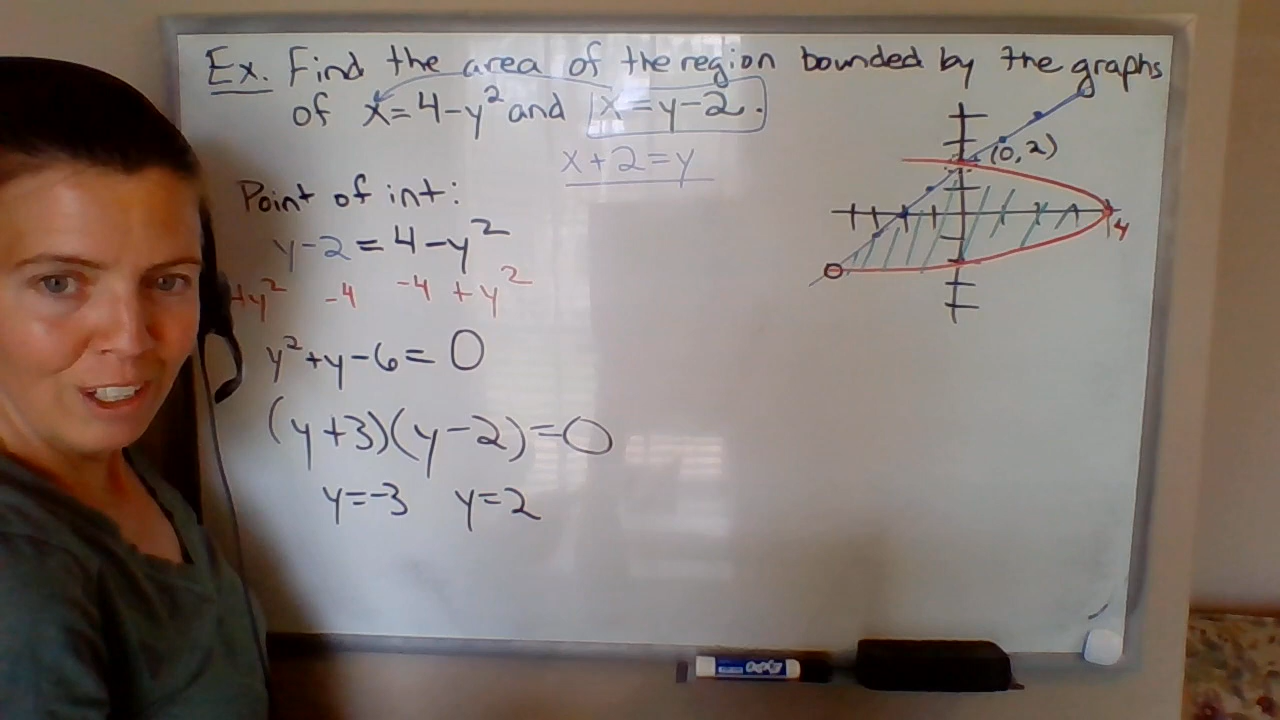 Ex. Find the area of the region bounded by the graphs
of x=4-y² and x=y-2.
x+2=y
(0,2)
4
Point of int:
y-2=4-y²
+y² -4 -4 +y²
y²+y-6=0
(y+3)(y-2)=0
y=-3 y=2
EXPO